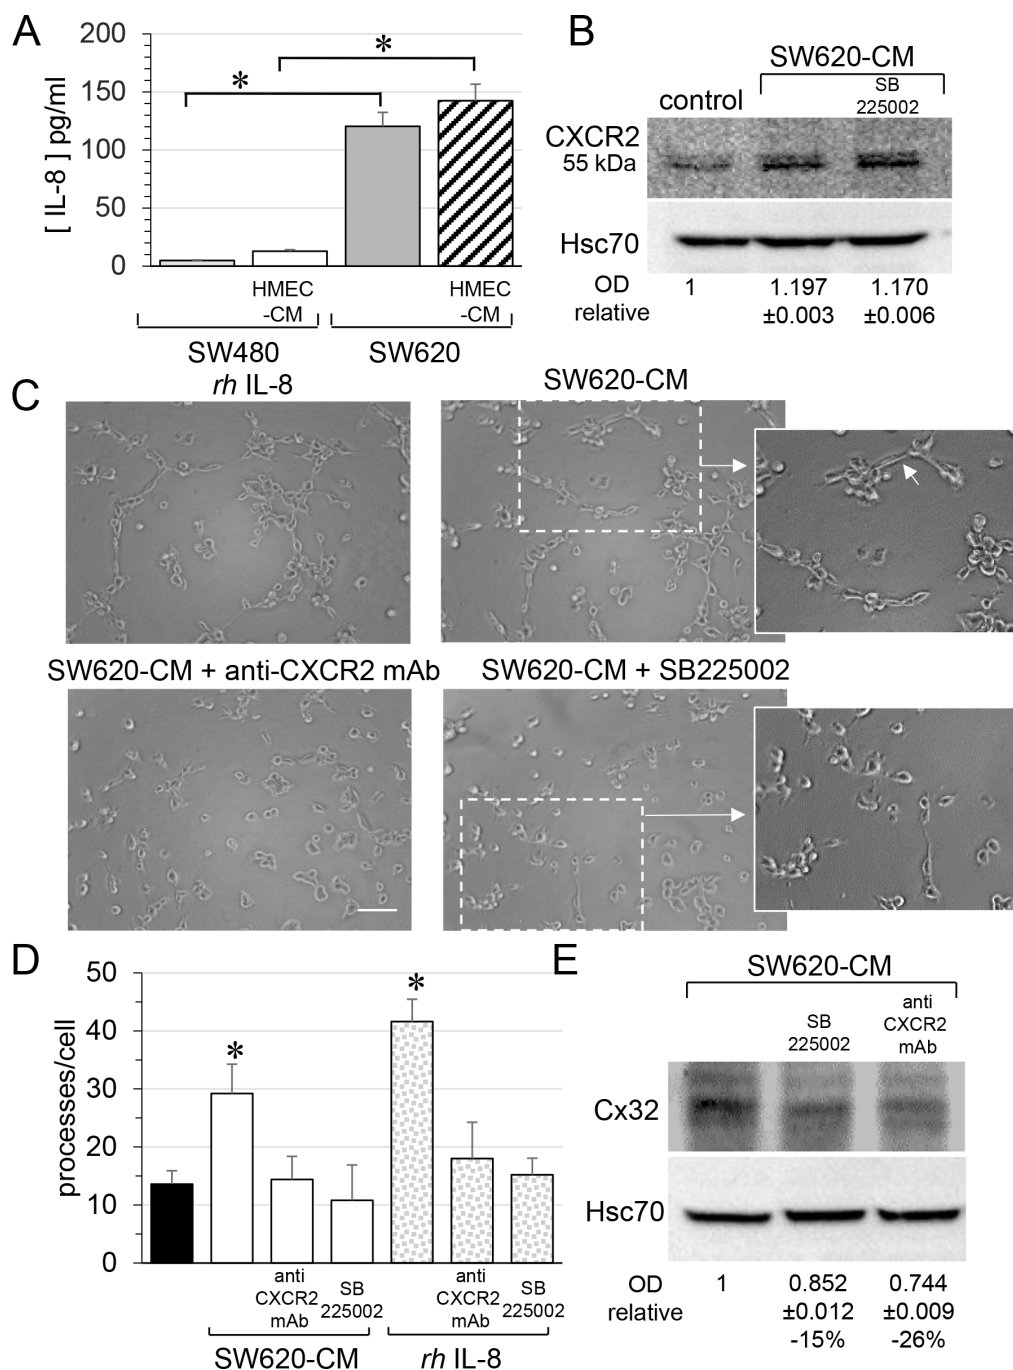 A
[ IL-8 ] pg/ml
200
150
100
50
0
*
*
HMEC
-CM
HMEC
-CM
SW480
SW620
B
SW620-CM
control
SB
225002
CXCR2
55 kDa
Hsc70
OD
relative
1
1.197
±0.003
1.170
±0.006
C
rh IL-8
SW620-CM
SW620-CM + anti-CXCR2 mAb
SW620-CM + SB225002
D
processes/cell
50
40
30
20
10
0
*
*
anti
CXCR2
mAb
SB
225002
anti
CXCR2
mAb
SB
225002
SW620-CM
rh IL-8
E
SW620-CM
SB
225002
anti
CXCR2
mAb
Cx32
Hsc70
OD
relative
1
0.852
±0.012
-15%
0.744
±0.009
-26%